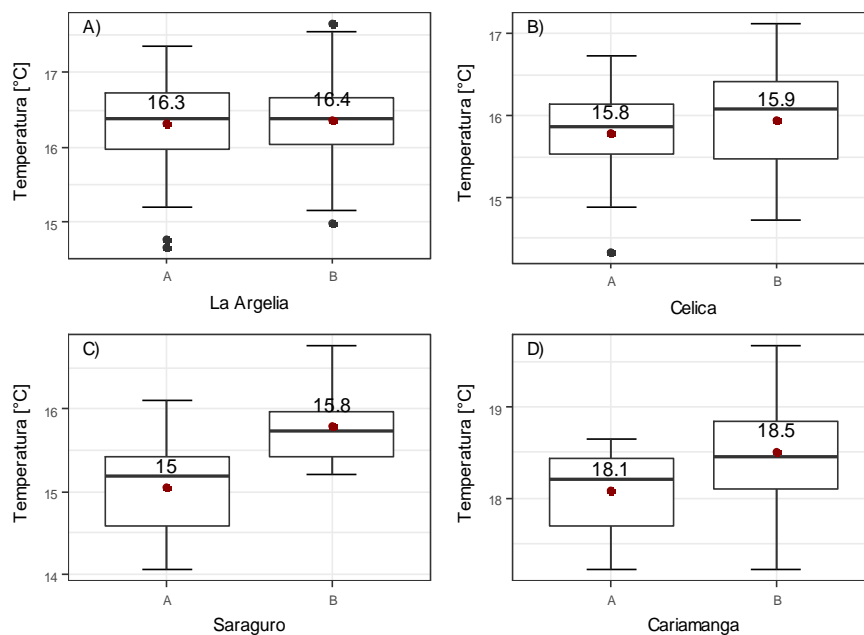 A)
Temperatura [°C]
17
16
15
16.3
16.4
A
B
La Argelia
B)
Temperatura [°C]
17
16
15
15.8
15.9
A
B
Celica
C)
Temperatura [°C]
16
15
14
15
15.8
A
B
Saraguro
D)
Temperatura [°C]
19
18
18.1
18.5
A
B
Cariamanga